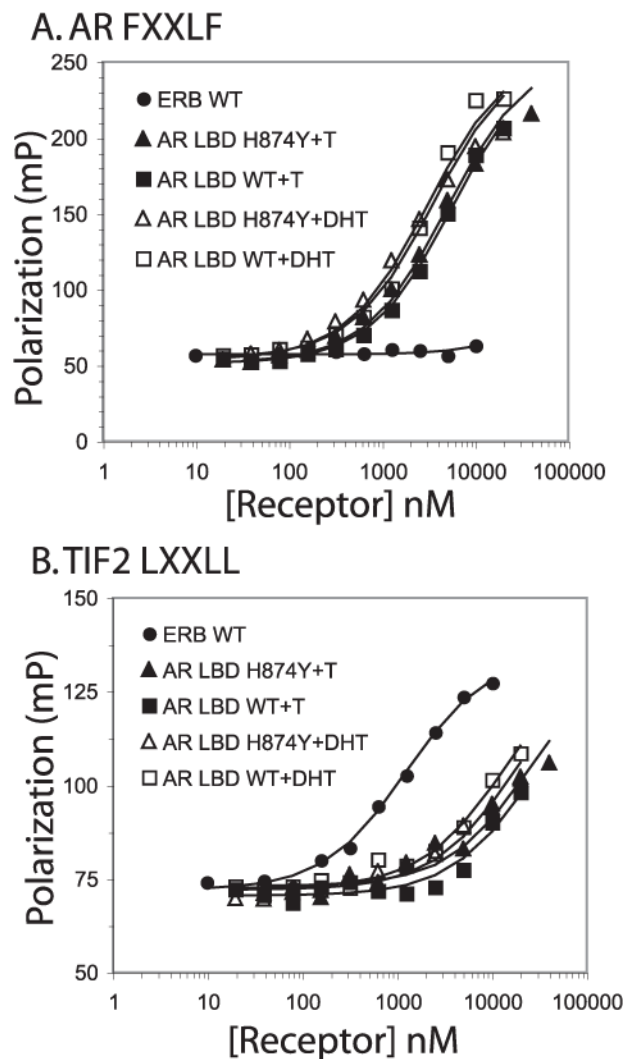 A. AR FXXLF
250
200
150
100
50
0
Polarization (mP)
ERB WT
AR LBD H874Y+T
AR LBD WT+T
AR LBD H874Y+DHT
AR LBD WT+DHT
1 10 100 1000 10000 100000
[Receptor] nM
B. TIF2 LXXLL
150
125
100
75
50
Polarization (mP)
ERB WT
AR LBD H874Y+T
AR LBD WT+T
AR LBD H874Y+DHT
AR LBD WT+DHT
1 10 100 1000 10000 100000
[Receptor] nM